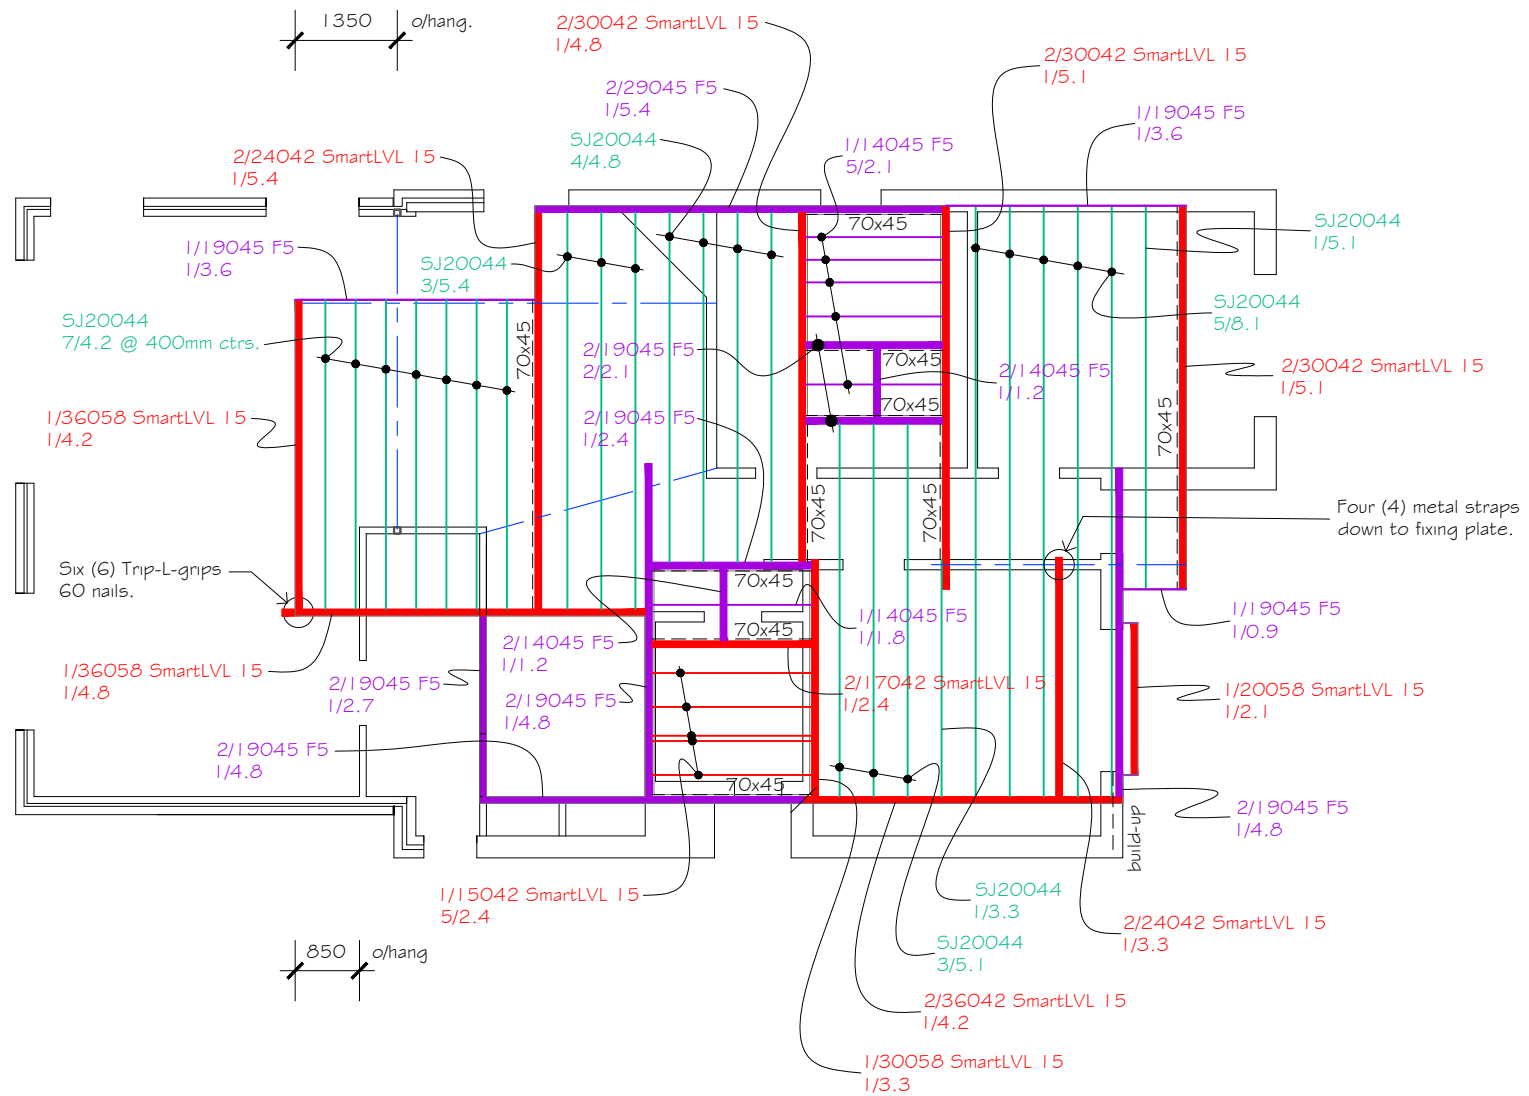 1350
o/hang.
2/30042 SmartLVL 15
1/4.8
2/30042 SmartLVL 15
1/5.1
2/29045 F5
1/5.4
1/19045 F5
1/3.6
SJ20044
4/4.8
1/14045 F5
5/2.1
2/24042 SmartLVL 15
1/5.4
70x45
SJ20044
1/5.1
1/19045 F5
1/3.6
SJ20044
3/5.4
SJ20044
5/8.1
SJ20044
7/4.2 @ 400mm ctrs.
70x45
2/19045 F5
2/2.1
70x45
2/14045 F5
1/1.2
2/30042 SmartLVL 15
1/5.1
70x45
70x45
1/36058 SmartLVL 15
1/4.2
2/19045 F5
1/2.4
70x45
70x45
Four (4) metal straps
down to fixing plate.
Six (6) Trip-L-grips
60 nails.
70x45
1/19045 F5
1/0.9
1/14045 F5
1/1.8
70x45
2/14045 F5
1/1.2
1/36058 SmartLVL 15
1/4.8
2/19045 F5
1/2.7
2/19045 F5
1/4.8
2/17042 SmartLVL 15
1/2.4
1/20058 SmartLVL 15
1/2.1
2/19045 F5
1/4.8
70x45
2/19045 F5
1/4.8
build-up
1/15042 SmartLVL 15
5/2.4
SJ20044
1/3.3
2/24042 SmartLVL 15
1/3.3
850
o/hang
SJ20044
3/5.1
2/36042 SmartLVL 15
1/4.2
1/30058 SmartLVL 15
1/3.3